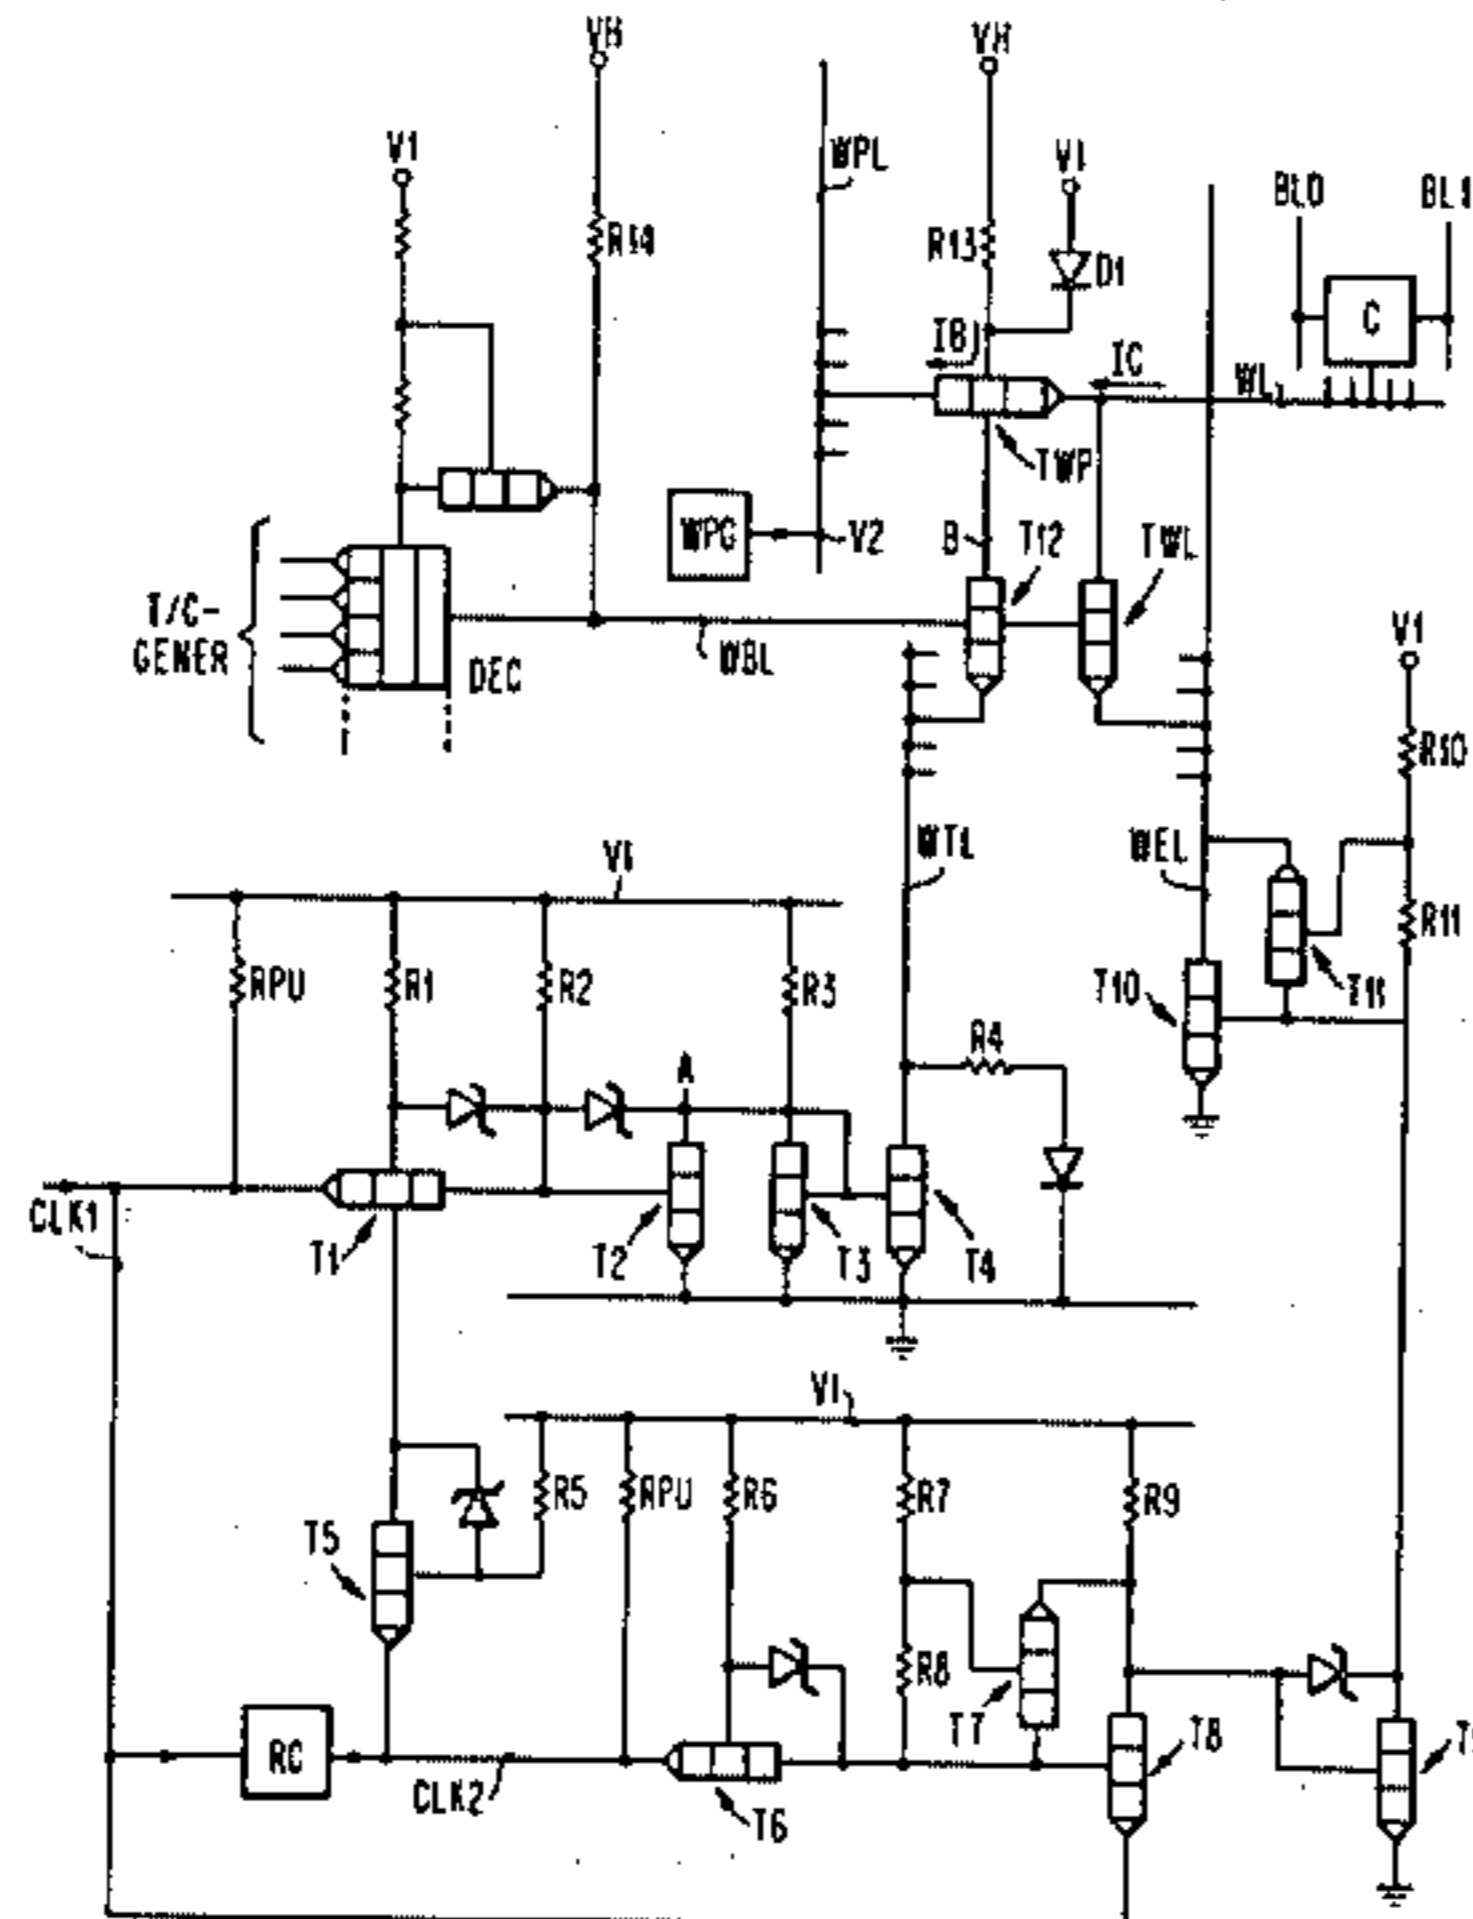 VH
VH
V1
WPL
V1
BL0
BL1
R14
R13
D1
C
IB
IC
WL
TWP
WPG
V2
B
T12
TWL
T/C-
GENER
DEC
WBL
V1
R10
WTL
WEL
V1
RPU
R1
R2
R3
R11
T10
T11
R4
A
CLK1
T1
T2
T3
T4
V1
R5
RPU
R6
R7
R9
T5
R8
T7
T8
RC
CLK2
T6